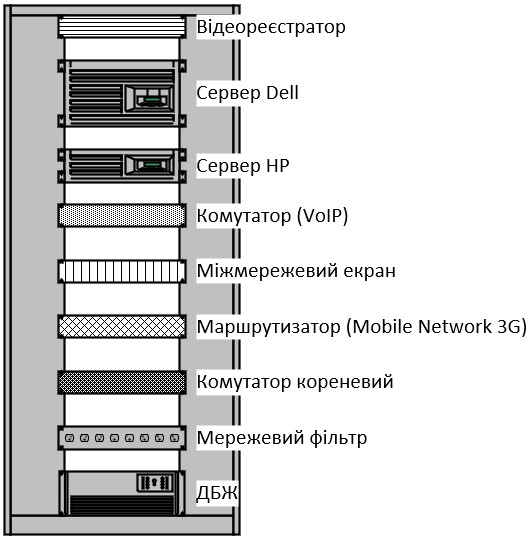 Відеореєстратор
Сервер Dell
Сервер HP
Комутатор (VoIP)
Міжмережевий екран
Маршрутизатор (Mobile Network 3G)
Комутатор кореневий
Мережевий фільтр
ДБЖ